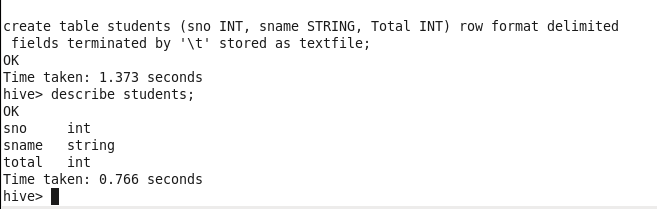 create table students (sno INT, sname STRING, Total INT) row format delimited
 fields terminated by '\t' stored as textfile;
OK
Time taken: 1.373 seconds
hive> describe students;
OK
sno     int
sname   string
total   int
Time taken: 0.766 seconds
hive>